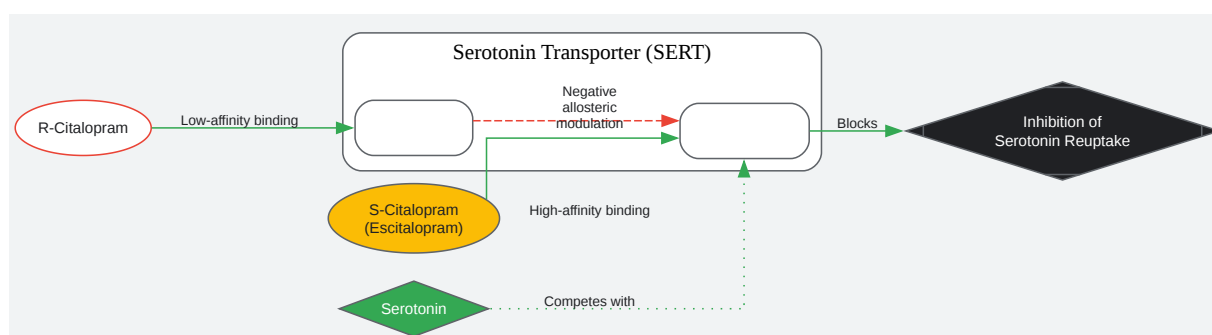 Serotonin Transporter (SERT)
Negative
allosteric
modulation
R-Citalopram
Low-affinity binding
Blocks
Inhibition of
Serotonin Reuptake
S-Citalopram
(Escitalopram)
High-affinity binding
Serotonin
Competes with